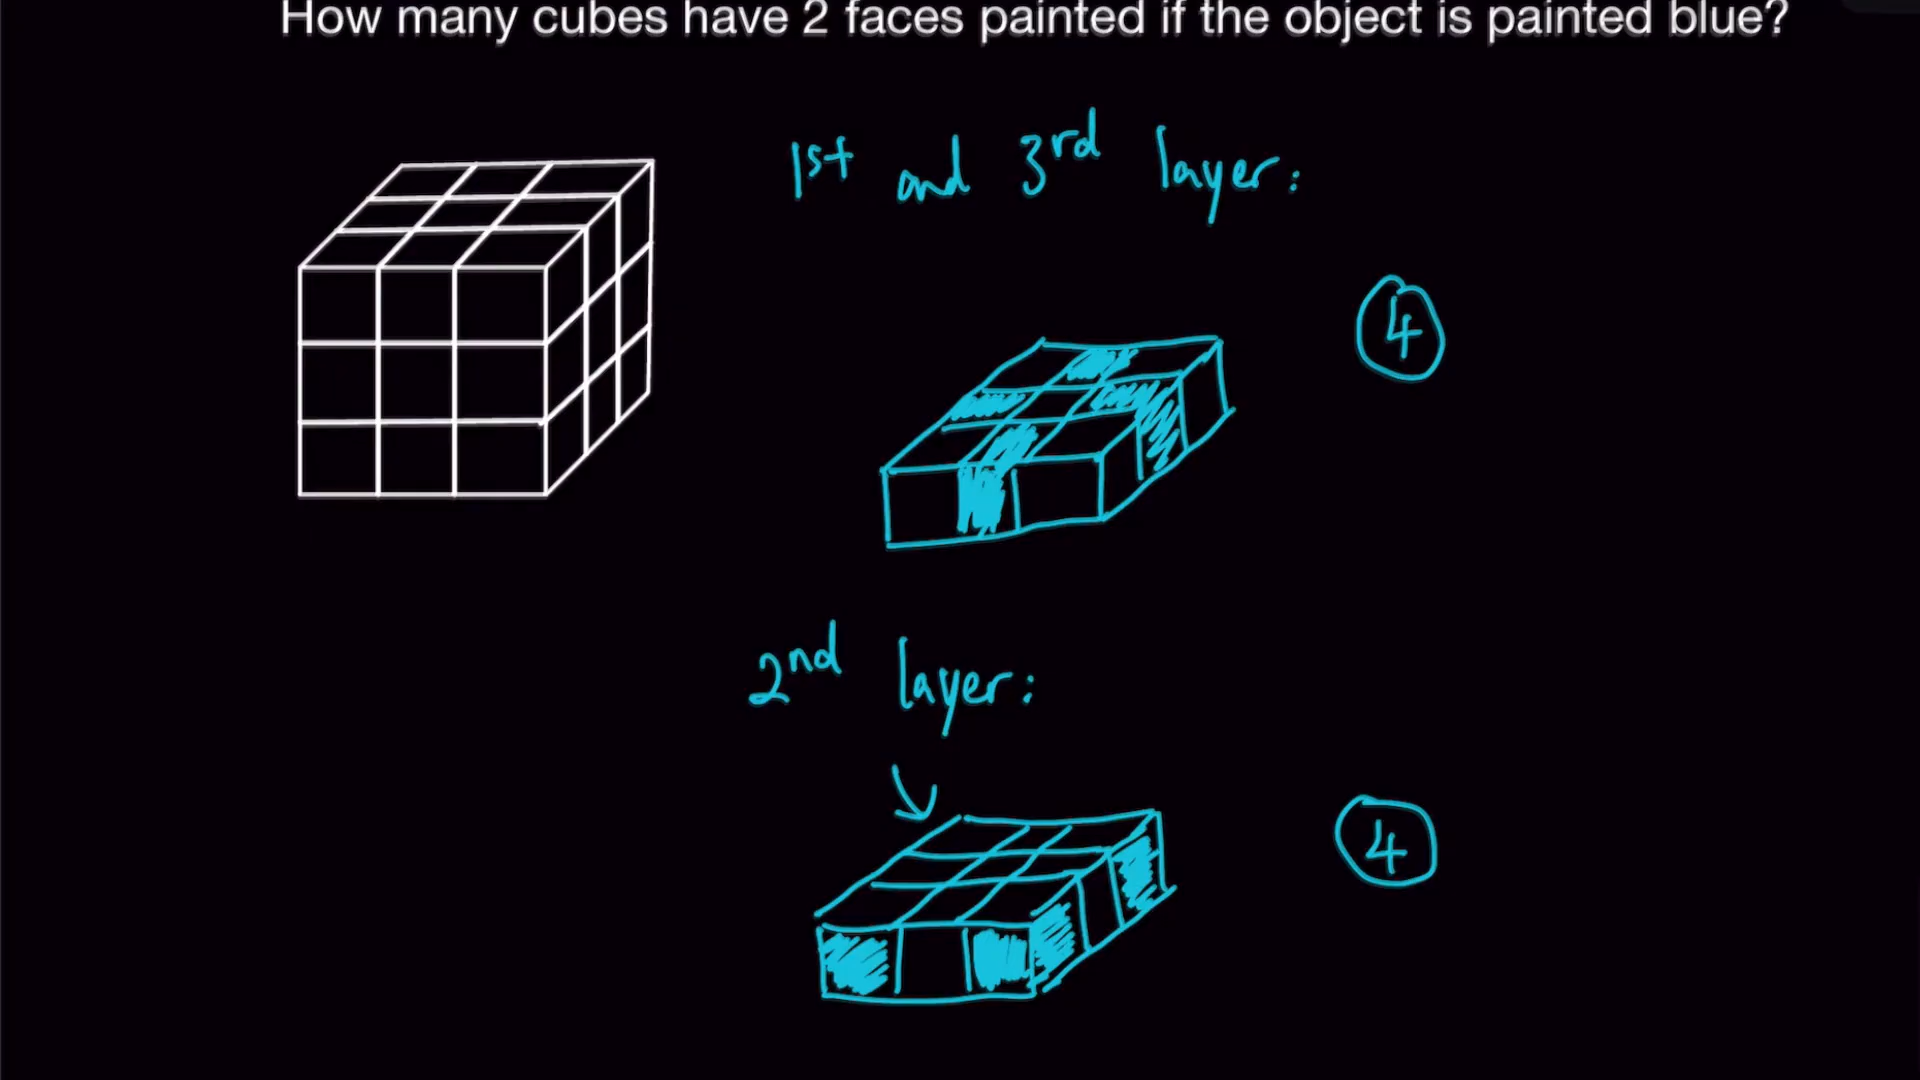 How many cubes have 2 faces painted if the object is painted blue?
1st and 3rd layer:
4
2nd layer:
4